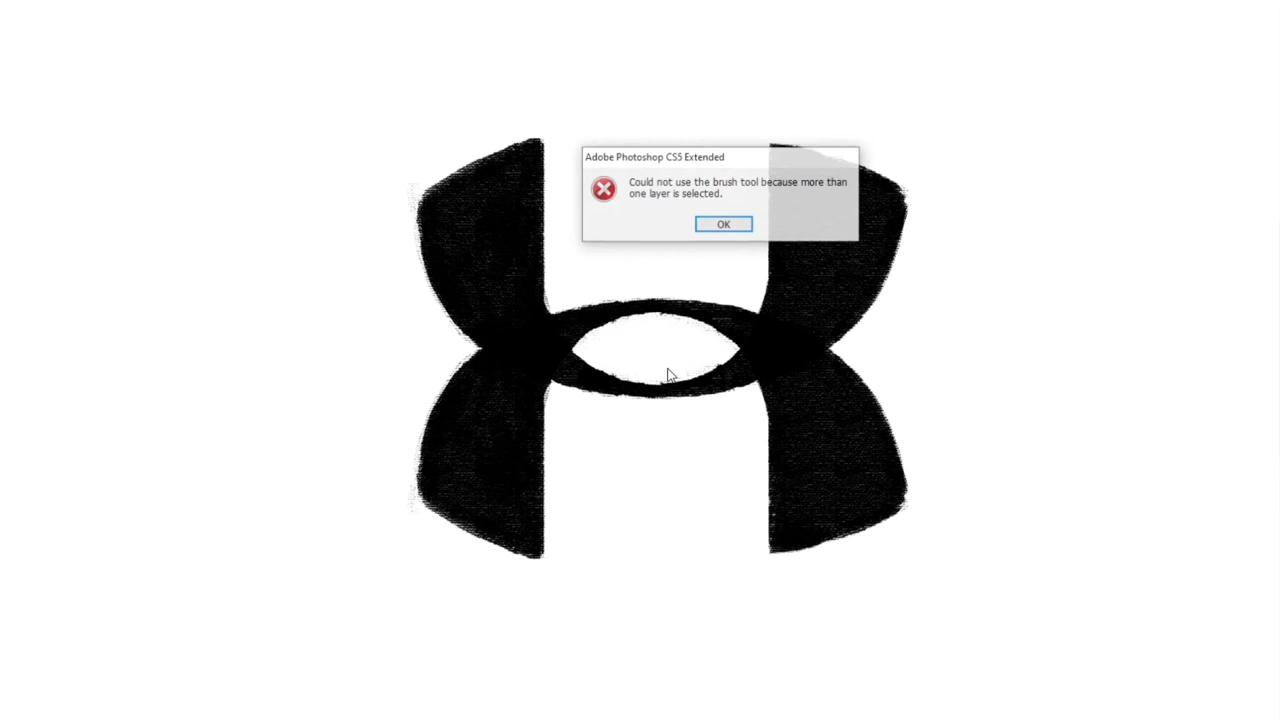 Adobe Photoshop CS5 Extended
Could not use the brush tool because more than
one layer is selected.
OK